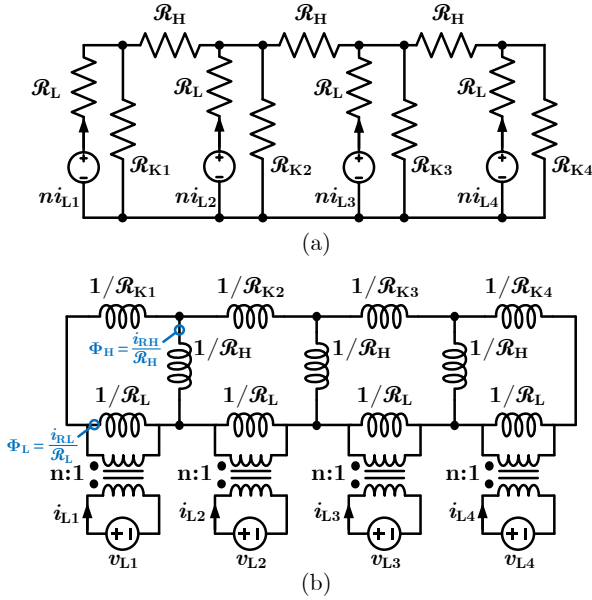 ℛH ℛH ℛH
ℛL ℛL ℛL ℛL
ℛK1 ℛK2 ℛK3 ℛK4
niL1 niL2 niL3 niL4
(a)
1/ℛK1 1/ℛK2 1/ℛK3 1/ℛK4
ΦH = iRH/ℛH
1/ℛH 1/ℛH 1/ℛH
1/ℛL 1/ℛL 1/ℛL 1/ℛL
ΦL = iRL/ℛL
n:1 n:1 n:1 n:1
iL1 iL2 iL3 iL4
vL1 vL2 vL3 vL4
(b)